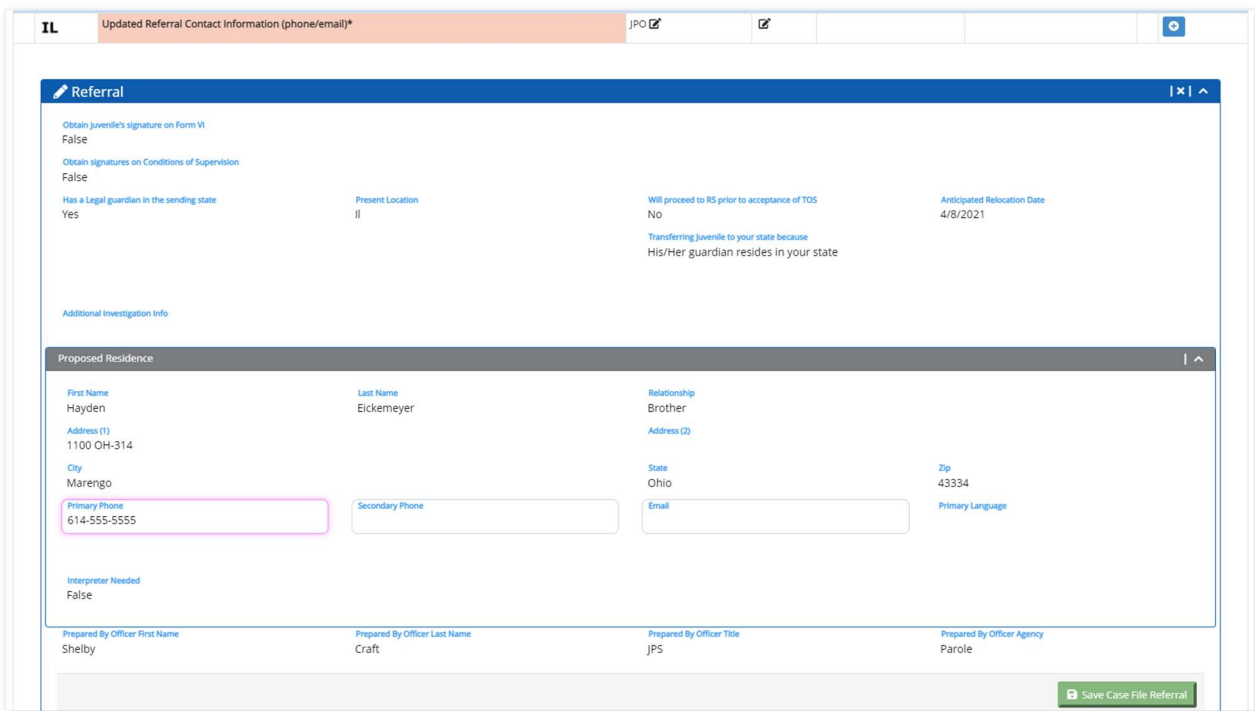 IL Updated Referral Contact Information (phone/email)* JPO
Referral
Obtain juvenile's signature on Form VI
False
Obtain signatures on Conditions of Supervision
False
Has a Legal guardian in the sending state Present Location Will proceed to RS prior to acceptance of TOS Anticipated Relocation Date
Yes Il No 4/8/2021
Transferring Juvenile to your state because
His/Her guardian resides in your state
Additional Investigation Info
Proposed Residence
First Name Last Name Relationship
Hayden Eickemeyer Brother
Address (1) Address (2)
1100 OH-314
City State Zip
Marengo Ohio 43334
Primary Phone Secondary Phone Email Primary Language
614-555-5555
Interpreter Needed
False
Prepared By Officer First Name Prepared By Officer Last Name Prepared By Officer Title Prepared By Officer Agency
Shelby Craft JPS Parole
Save Case File Referral